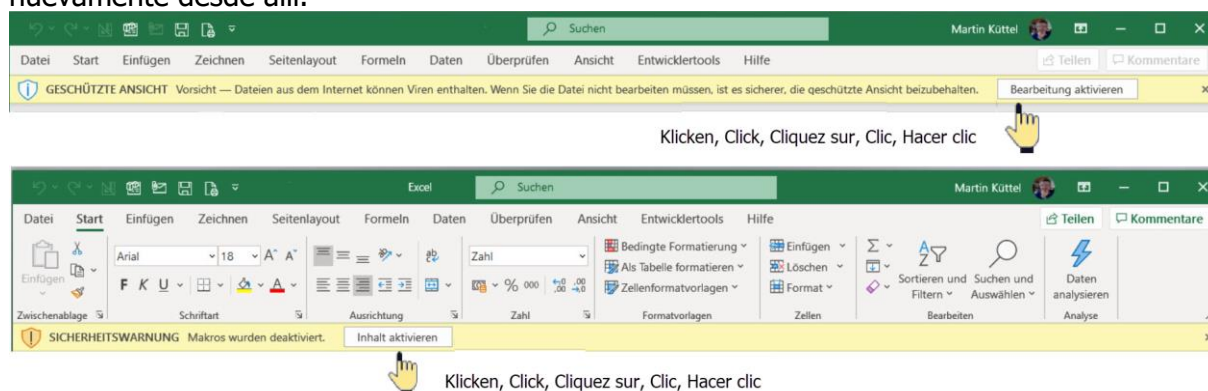 nuevamente desde allí.
Suchen Martin Küttel
Datei Start Einfügen Zeichnen Seitenlayout Formeln Daten Überprüfen Ansicht Entwicklertools Hilfe Teilen Kommentare
GESCHÜTZTE ANSICHT Vorsicht — Dateien aus dem Internet können Viren enthalten. Wenn Sie die Datei nicht bearbeiten müssen, ist es sicherer, die geschützte Ansicht beizubehalten. Bearbeitung aktivieren
Klicken, Click, Cliquez sur, Clic, Hacer clic
Excel Suchen Martin Küttel
Datei Start Einfügen Zeichnen Seitenlayout Formeln Daten Überprüfen Ansicht Entwicklertools Hilfe Teilen Kommentare
Einfügen Arial 18 A A Zahl Bedingte Formatierung Einfügen
Als Tabelle formatieren Löschen Sortieren und Suchen und Daten
F K U A % 000 Zellenformatvorlagen Format Filtern Auswählen analysieren
Zwischenablage Schriftart Ausrichtung Zahl Formatvorlagen Zellen Bearbeiten Analyse
SICHERHEITSWARNUNG Makros wurden deaktiviert. Inhalt aktivieren
Klicken, Click, Cliquez sur, Clic, Hacer clic